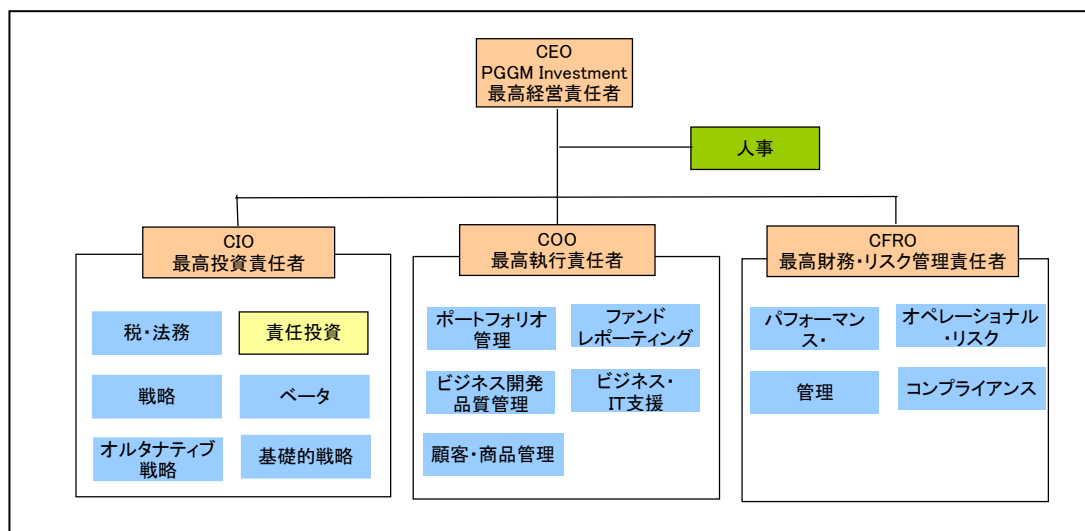 CEO
PGGM Investment
最高経営責任者
人事
CIO
最高投資責任者
税・法務
責任投資
戦略
ベータ
オルタナティブ
戦略
基礎的戦略
COO
最高執行責任者
ポートフォリオ
管理
ファンド
レポーティング
ビジネス開発
品質管理
ビジネス・
IT支援
顧客・商品管理
CFRO
最高財務・リスク管理責任者
パフォーマンス・
オペレーショナル
・リスク
管理
コンプライアンス